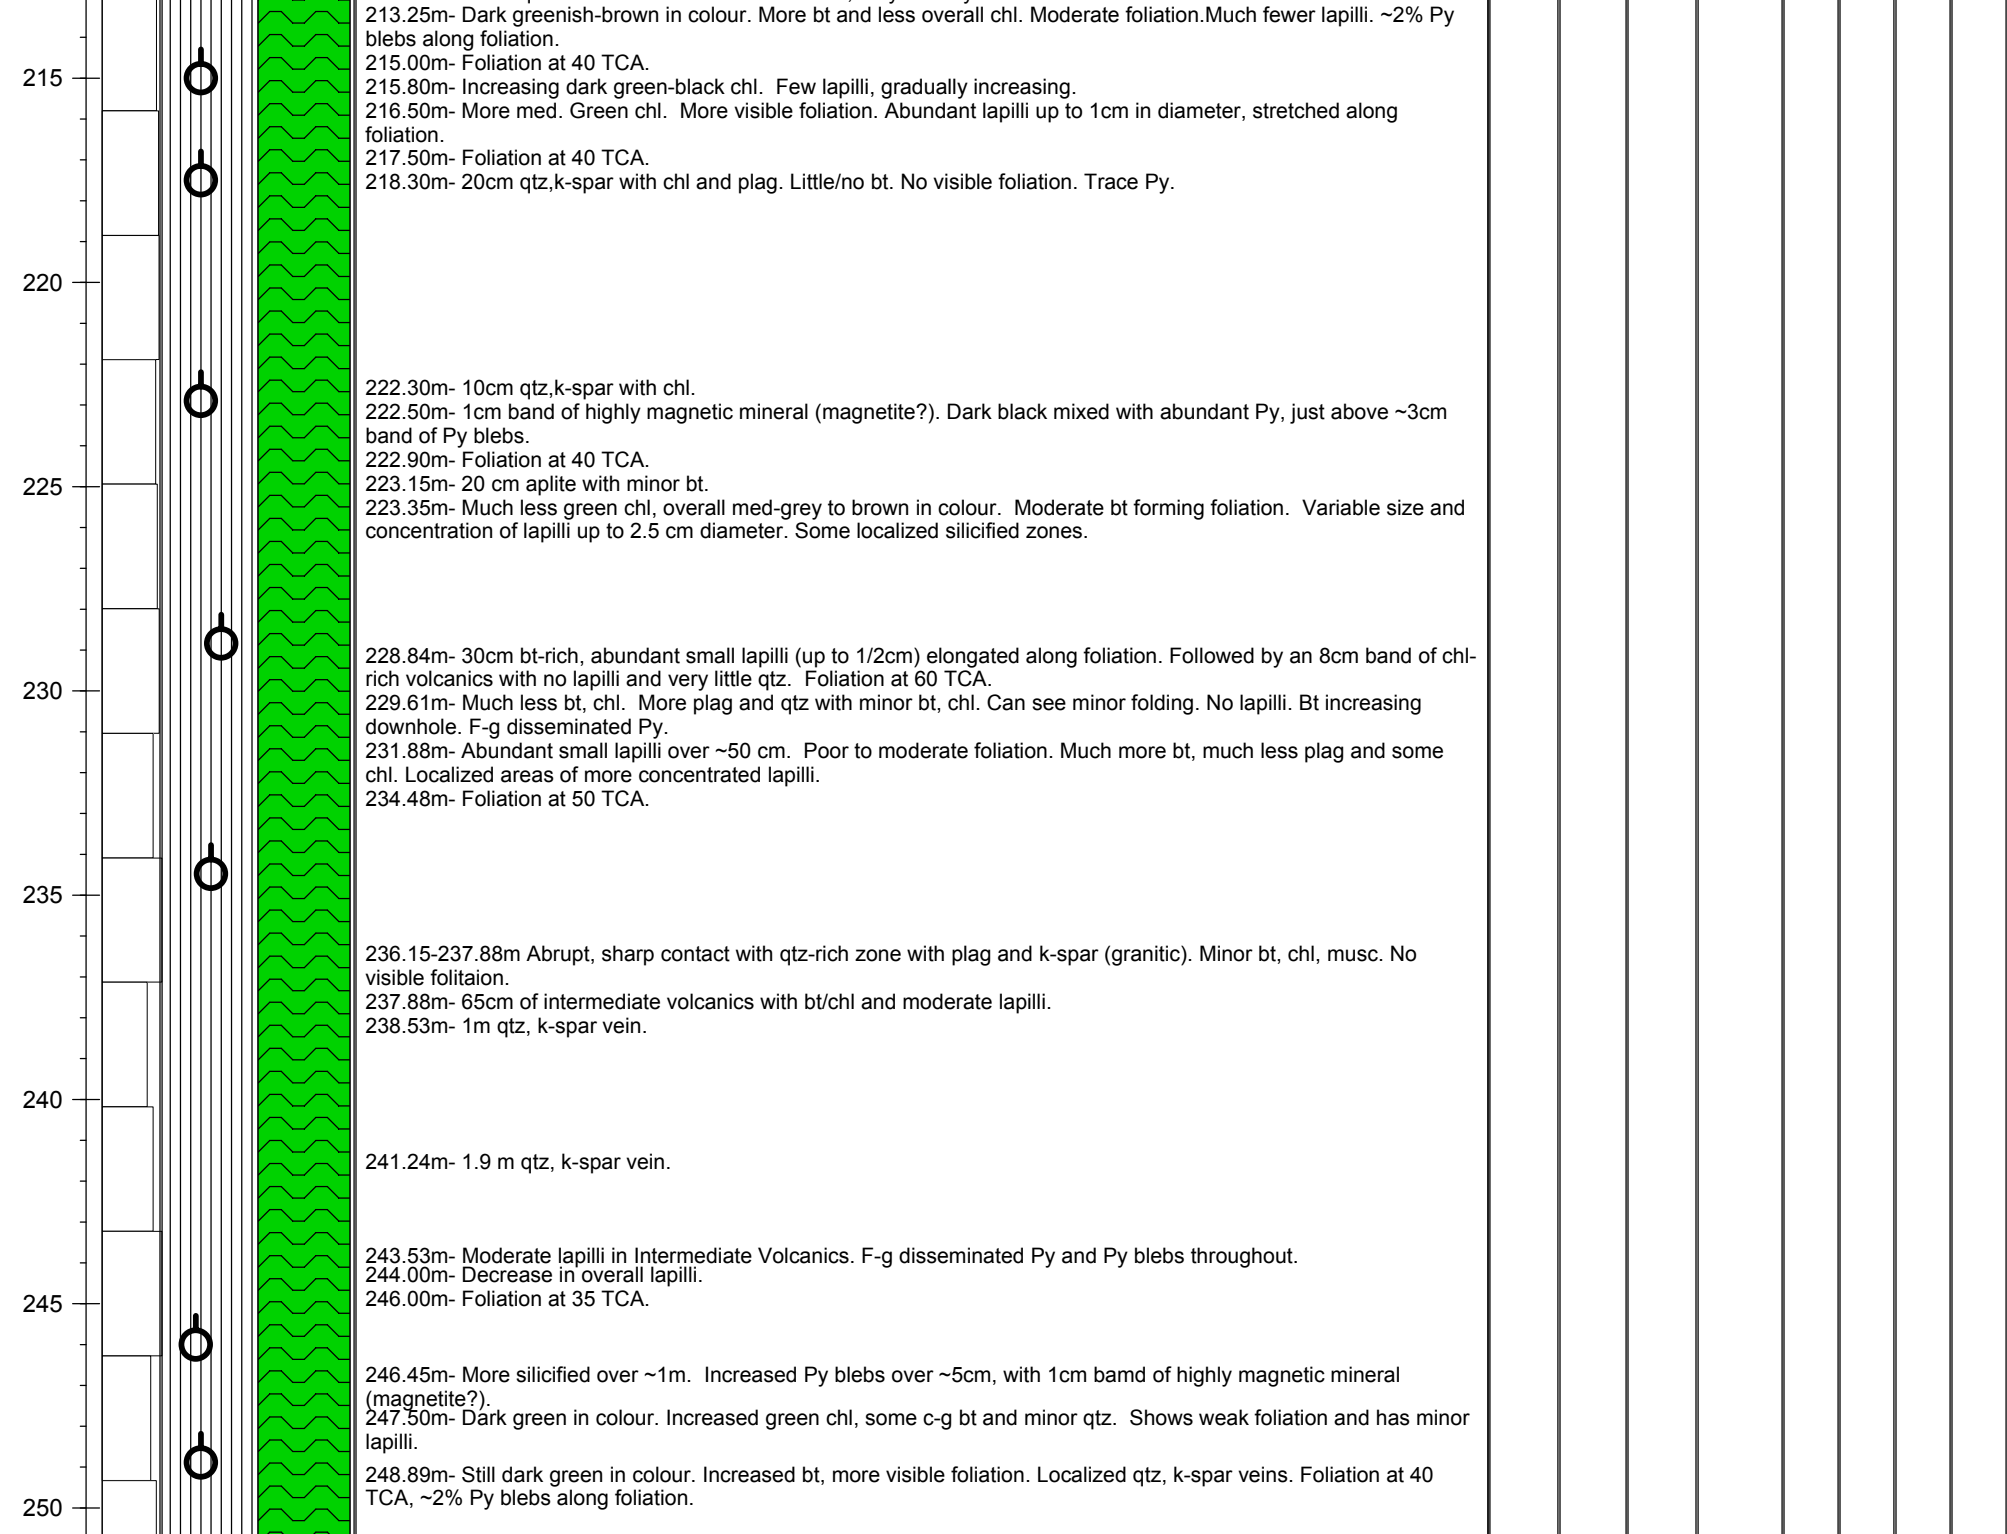 213.25m- Dark greenish-brown in colour. More bt and less overall chl. Moderate foliation.Much fewer lapilli. ~2% Py
blebs along foliation.
215.00m- Foliation at 40 TCA.
215
215.80m- Increasing dark green-black chl.  Few lapilli, gradually increasing.
216.50m- More med. Green chl.  More visible foliation. Abundant lapilli up to 1cm in diameter, stretched along
foliation.
217.50m- Foliation at 40 TCA.
218.30m- 20cm qtz,k-spar with chl and plag. Little/no bt. No visible foliation. Trace Py.
220
222.30m- 10cm qtz,k-spar with chl.
222.50m- 1cm band of highly magnetic mineral (magnetite?). Dark black mixed with abundant Py, just above ~3cm
band of Py blebs.
222.90m- Foliation at 40 TCA.
225
223.15m- 20 cm aplite with minor bt.
223.35m- Much less green chl, overall med-grey to brown in colour.  Moderate bt forming foliation.  Variable size and
concentration of lapilli up to 2.5 cm diameter. Some localized silicified zones.
228.84m- 30cm bt-rich, abundant small lapilli (up to 1/2cm) elongated along foliation. Followed by an 8cm band of chl-
rich volcanics with no lapilli and very little qtz.  Foliation at 60 TCA.
230
229.61m- Much less bt, chl.  More plag and qtz with minor bt, chl. Can see minor folding. No lapilli. Bt increasing
downhole. F-g disseminated Py.
231.88m- Abundant small lapilli over ~50 cm.  Poor to moderate foliation. Much more bt, much less plag and some
chl. Localized areas of more concentrated lapilli.
234.48m- Foliation at 50 TCA.
235
236.15-237.88m Abrupt, sharp contact with qtz-rich zone with plag and k-spar (granitic). Minor bt, chl, musc. No
visible folitaion.
237.88m- 65cm of intermediate volcanics with bt/chl and moderate lapilli.
238.53m- 1m qtz, k-spar vein.
240
241.24m- 1.9 m qtz, k-spar vein.
243.53m- Moderate lapilli in Intermediate Volcanics. F-g disseminated Py and Py blebs throughout.
244.00m- Decrease in overall lapilli.
245
246.00m- Foliation at 35 TCA.
246.45m- More silicified over ~1m.  Increased Py blebs over ~5cm, with 1cm bamd of highly magnetic mineral
(magnetite?).
247.50m- Dark green in colour. Increased green chl, some c-g bt and minor qtz.  Shows weak foliation and has minor
lapilli.
248.89m- Still dark green in colour. Increased bt, more visible foliation. Localized qtz, k-spar veins. Foliation at 40
TCA, ~2% Py blebs along foliation.
250